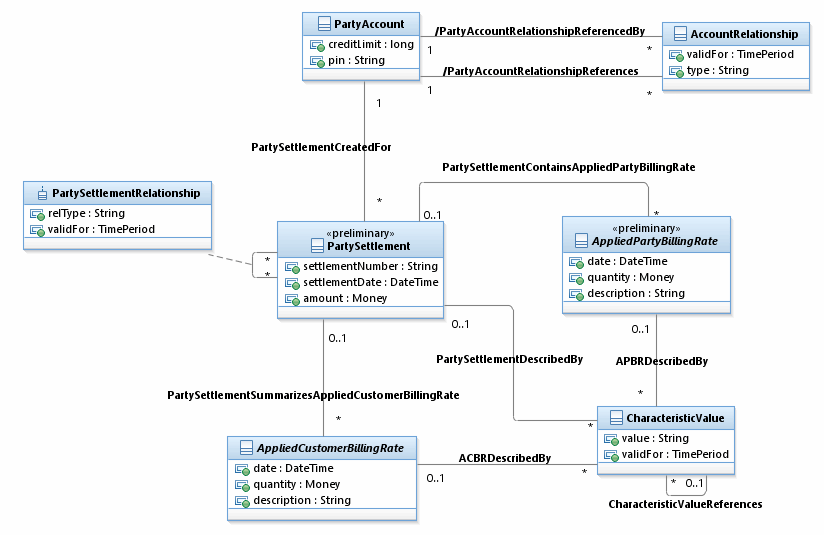 PartyAccount
creditLimit : long
pin : String
/PartyAccountRelationshipReferencedBy
1
*
/PartyAccountRelationshipReferences
1
*
AccountRelationship
validFor : TimePeriod
type : String
1
PartySettlementCreatedFor
*
PartySettlementRelationship
relType : String
validFor : TimePeriod
PartySettlementContainsAppliedPartyBillingRate
0..1
*
«preliminary»
PartySettlement
settlementNumber : String
settlementDate : DateTime
amount : Money
*
*
«preliminary»
AppliedPartyBillingRate
date : DateTime
quantity : Money
description : String
0..1
0..1
0..1
PartySettlementDescribedBy
APBRDescribedBy
PartySettlementSummarizesAppliedCustomerBillingRate
*
*
*
AppliedCustomerBillingRate
date : DateTime
quantity : Money
description : String
ACBRDescribedBy
0..1
*
CharacteristicValue
value : String
validFor : TimePeriod
* 0..1
CharacteristicValueReferences